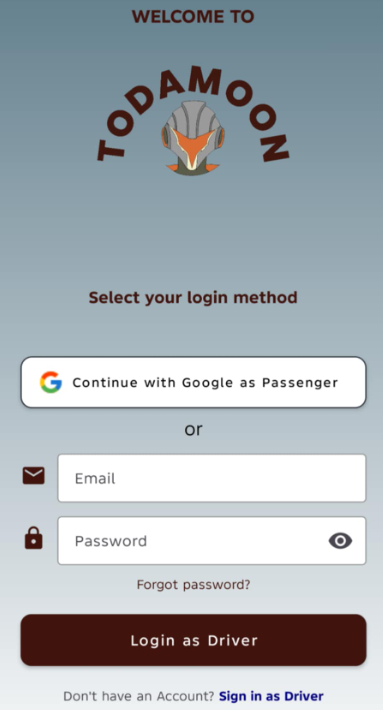 WELCOME TO
TODAMOON
Select your login method
Continue with Google as Passenger
or
Email
Password
Forgot password?
Login as Driver
Don't have an Account? Sign in as Driver